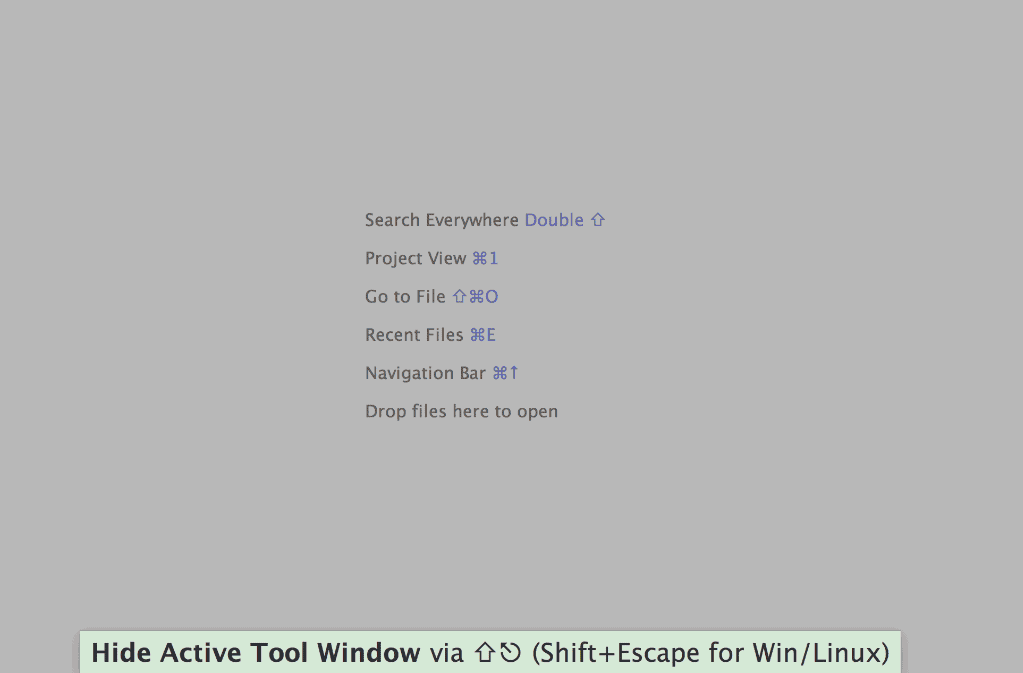 Search Everywhere Double ⇧
Project View ⌘1
Go to File ⇧⌘O
Recent Files ⌘E
Navigation Bar ⌘↑
Drop files here to open
Hide Active Tool Window via ⇧⎋ (Shift+Escape for Win/Linux)